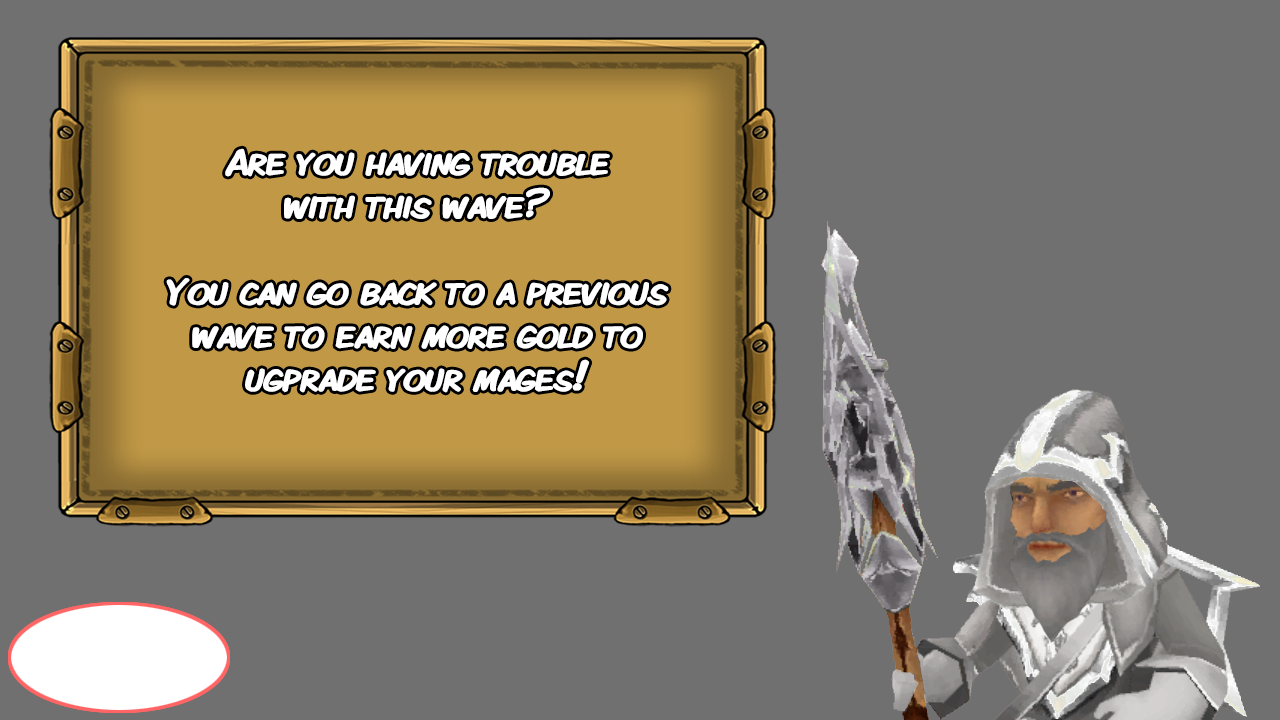 Are you having trouble
with this wave?
You can go back to a previous
wave to earn more gold to
ugprade your mages!